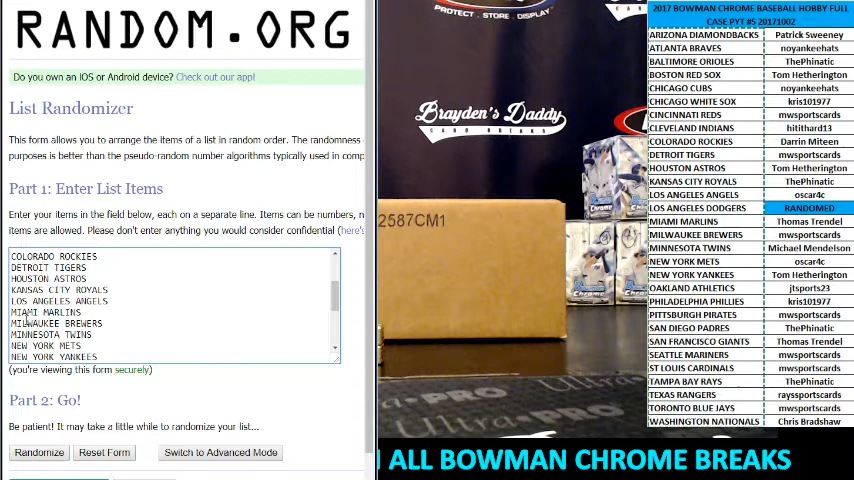 RANDOM.ORG
Do you own an iOS or Android device? Check out our app!
List Randomizer
This form allows you to arrange the items of a list in random order. The randomness
purposes is better than the pseudo-random number algorithms typically used in comp
Part 1: Enter List Items
Enter your items in the field below, each on a separate line. Items can be numbers, n
items are allowed. Please don't enter anything you would consider confidential (here's
COLORADO ROCKIES
DETROIT TIGERS
HOUSTON ASTROS
KANSAS CITY ROYALS
LOS ANGELES ANGELS
MIAMI MARLINS
MILWAUKEE BREWERS
MINNESOTA TWINS
NEW YORK METS
NEW YORK YANKEES
(you're viewing this form securely)
Part 2: Go!
Be patient! It may take a little while to randomize your list...
Randomize Reset Form Switch to Advanced Mode
PROTECT . STORE . DISPLAY
Brayden's Daddy
CARD BREAKS
2587CM1
Ultra PRO
ALL BOWMAN CHROME BREAKS
2017 BOWMAN CHROME BASEBALL HOBBY FULL
CASE PYT #5 20171002
ARIZONA DIAMONDBACKS Patrick Sweeney
ATLANTA BRAVES noyankeehats
BALTIMORE ORIOLES ThePhinatic
BOSTON RED SOX Tom Hetherington
CHICAGO CUBS noyankeehats
CHICAGO WHITE SOX kris101977
CINCINNATI REDS mwsportscards
CLEVELAND INDIANS hitithard13
COLORADO ROCKIES Darrin Miteen
DETROIT TIGERS mwsportscards
HOUSTON ASTROS Tom Hetherington
KANSAS CITY ROYALS ThePhinatic
LOS ANGELES ANGELS oscar4c
LOS ANGELES DODGERS RANDOMED
MIAMI MARLINS Thomas Trendel
MILWAUKEE BREWERS mwsportscards
MINNESOTA TWINS Michael Mendelson
NEW YORK METS oscar4c
NEW YORK YANKEES Tom Hetherington
OAKLAND ATHLETICS jtsports23
PHILADELPHIA PHILLIES kris101977
PITTSBURGH PIRATES mwsportscards
SAN DIEGO PADRES ThePhinatic
SAN FRANCISCO GIANTS Thomas Trendel
SEATTLE MARINERS mwsportscards
ST LOUIS CARDINALS mwsportscards
TAMPA BAY RAYS ThePhinatic
TEXAS RANGERS rayssportscards
TORONTO BLUE JAYS mwsportscards
WASHINGTON NATIONALS Chris Bradshaw